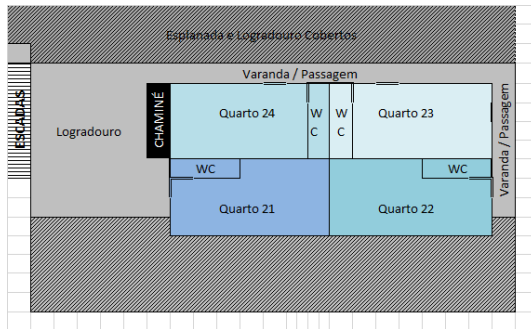 Esplanada e Logradouro Cobertos
Varanda / Passagem
ESCADAS
Logradouro
CHAMINÉ
Quarto 24
W
C
W
C
Quarto 23
Varanda / Passagem
WC
WC
Quarto 21
Quarto 22